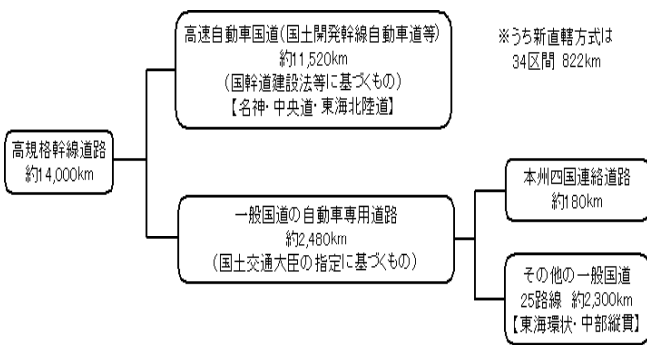 高速自動車国道(国土開発幹線自動車道等)
約11,520km
(国幹道建設法等に基づくもの)
【名神・中央道・東海北陸道】
※うち新直轄方式は
34区間 822km
高規格幹線道路
約14,000km
一般国道の自動車専用道路
約2,480km
(国土交通大臣の指定に基づくもの)
本州四国連絡道路
約180km
その他の一般国道
25路線 約2,300km
【東海環状・中部縦貫】